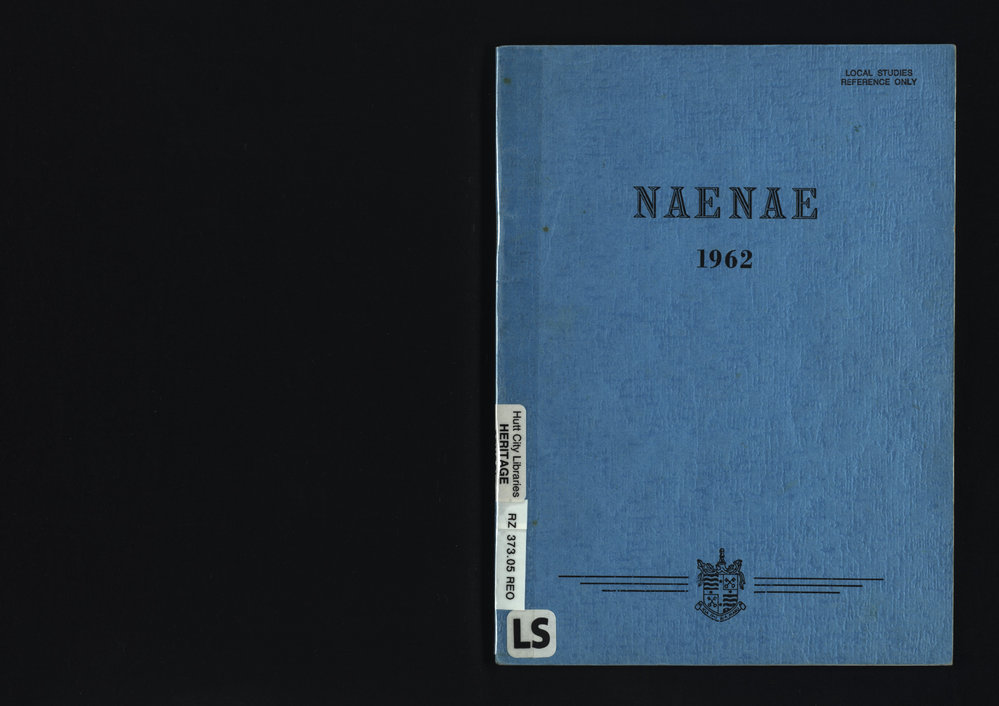 LOCAL STUDIES
REFERENCE ONLY
NAENAE
1962
Hutt City Libraries
HERITAGE
RZ 373.05 REO
LS